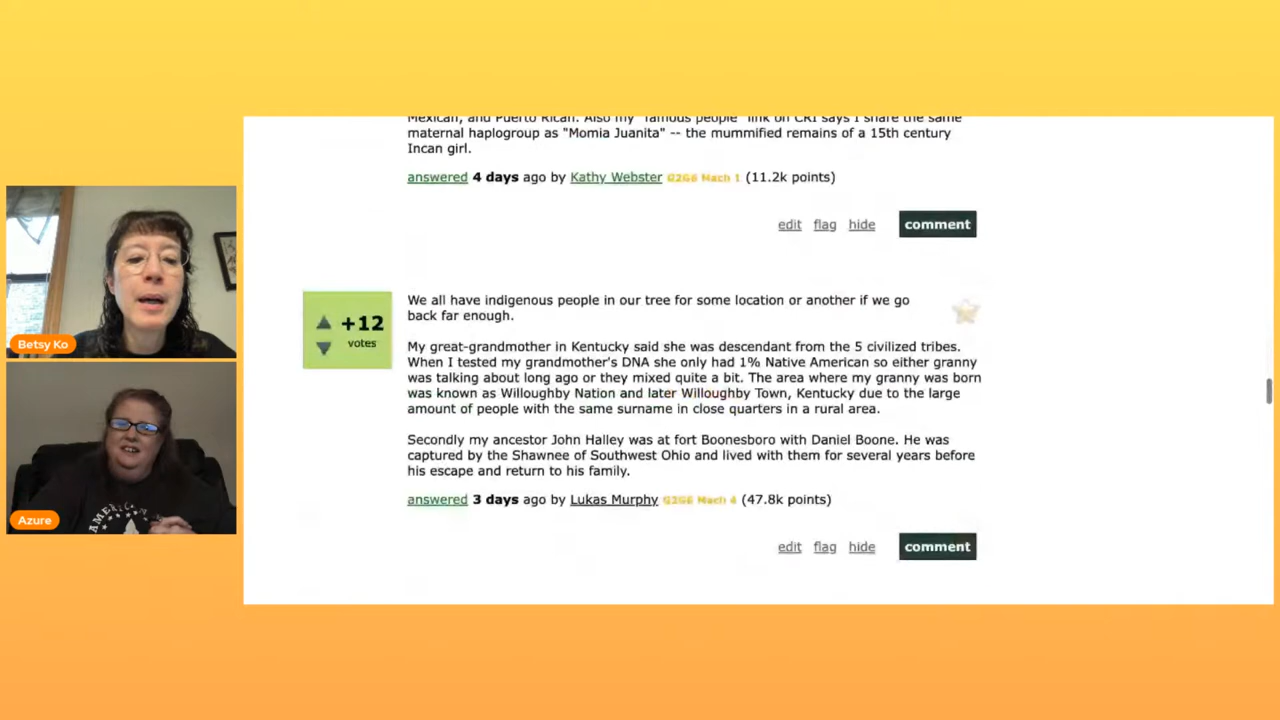 Mexican, and Puerto Rican. Also my "famous people" link on CRI says I share the same
maternal haplogroup as "Momia Juanita" -- the mummified remains of a 15th century
Incan girl.
answered 4 days ago by Kathy Webster G2G6 Mach 1 (11.2k points)
edit flag hide comment
+12
votes
We all have indigenous people in our tree for some location or another if we go
back far enough.
My great-grandmother in Kentucky said she was descendant from the 5 civilized tribes.
When I tested my grandmother's DNA she only had 1% Native American so either granny
was talking about long ago or they mixed quite a bit. The area where my granny was born
was known as Willoughby Nation and later Willoughby Town, Kentucky due to the large
amount of people with the same surname in close quarters in a rural area.
Secondly my ancestor John Halley was at fort Boonesboro with Daniel Boone. He was
captured by the Shawnee of Southwest Ohio and lived with them for several years before
his escape and return to his family.
answered 3 days ago by Lukas Murphy G2G6 Mach 4 (47.8k points)
edit flag hide comment
Betsy Ko
Azure